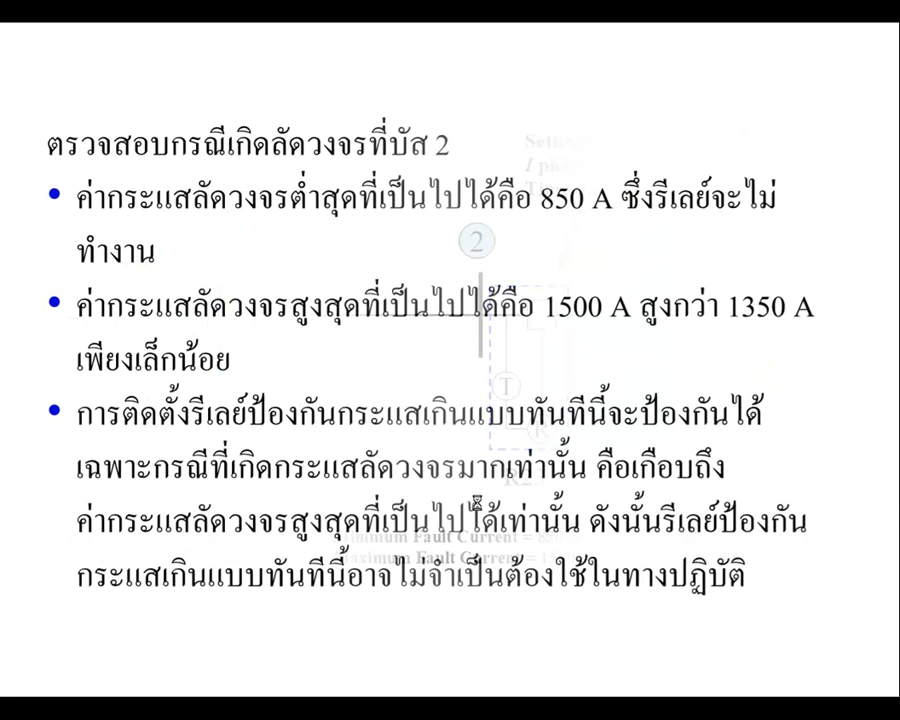 ตรวจสอบกรณีเกิดลัดวงจรที่บัส 2
• ค่ากระแสลัดวงจรต่ำสุดที่เป็นไปได้คือ 850 A ซึ่งรีเลย์จะไม่
ทำงาน
2
• ค่ากระแสลัดวงจรสูงสุดที่เป็นไปได้คือ 1500 A สูงกว่า 1350 A
เพียงเล็กน้อย
T
• การติดตั้งรีเลย์ป้องกันกระแสเกินแบบทันทีนี้จะป้องกันได้
R
เฉพาะกรณีที่เกิดกระแสลัดวงจรมากเท่านั้น คือเกือบถึง
ค่ากระแสลัดวงจรสูงสุดที่เป็นไปได้เท่านั้น ดังนั้นรีเลย์ป้องกัน
Minimum Fault Current = 850
Maximum Fault Current =
กระแสเกินแบบทันทีนี้อาจไม่จำเป็นต้องใช้ในทางปฏิบัติ